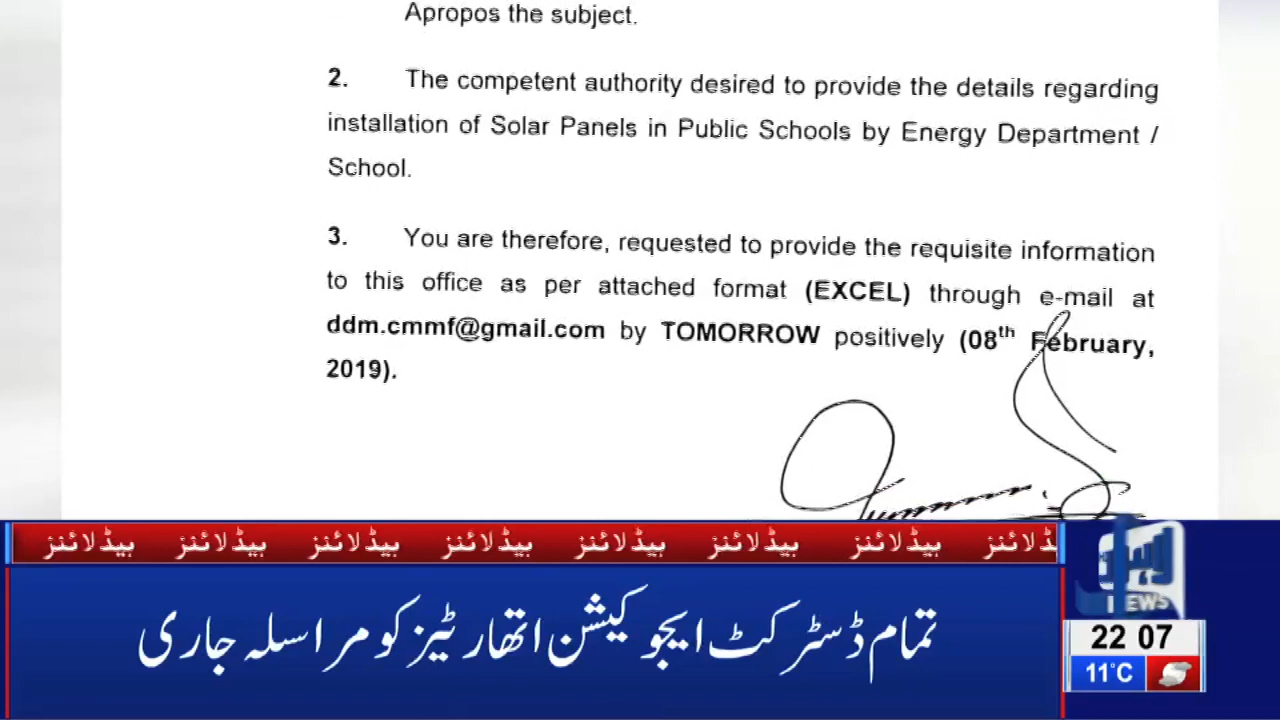 Apropos the subject.
2. The competent authority desired to provide the details regarding
installation of Solar Panels in Public Schools by Energy Department /
School.
3. You are therefore, requested to provide the requisite information
to this office as per attached format (EXCEL) through e-mail at
ddm.cmmf@gmail.com by TOMORROW positively (08th February,
2019).
ہیڈلائنز ہیڈلائنز ہیڈلائنز ہیڈلائنز ہیڈلائنز ہیڈلائنز ہیڈلائنز ہیڈلائنز
تمام ڈسٹرکٹ ایجوکیشن اتھارٹیز کو مراسلہ جاری
NEWS
22 07
11°C